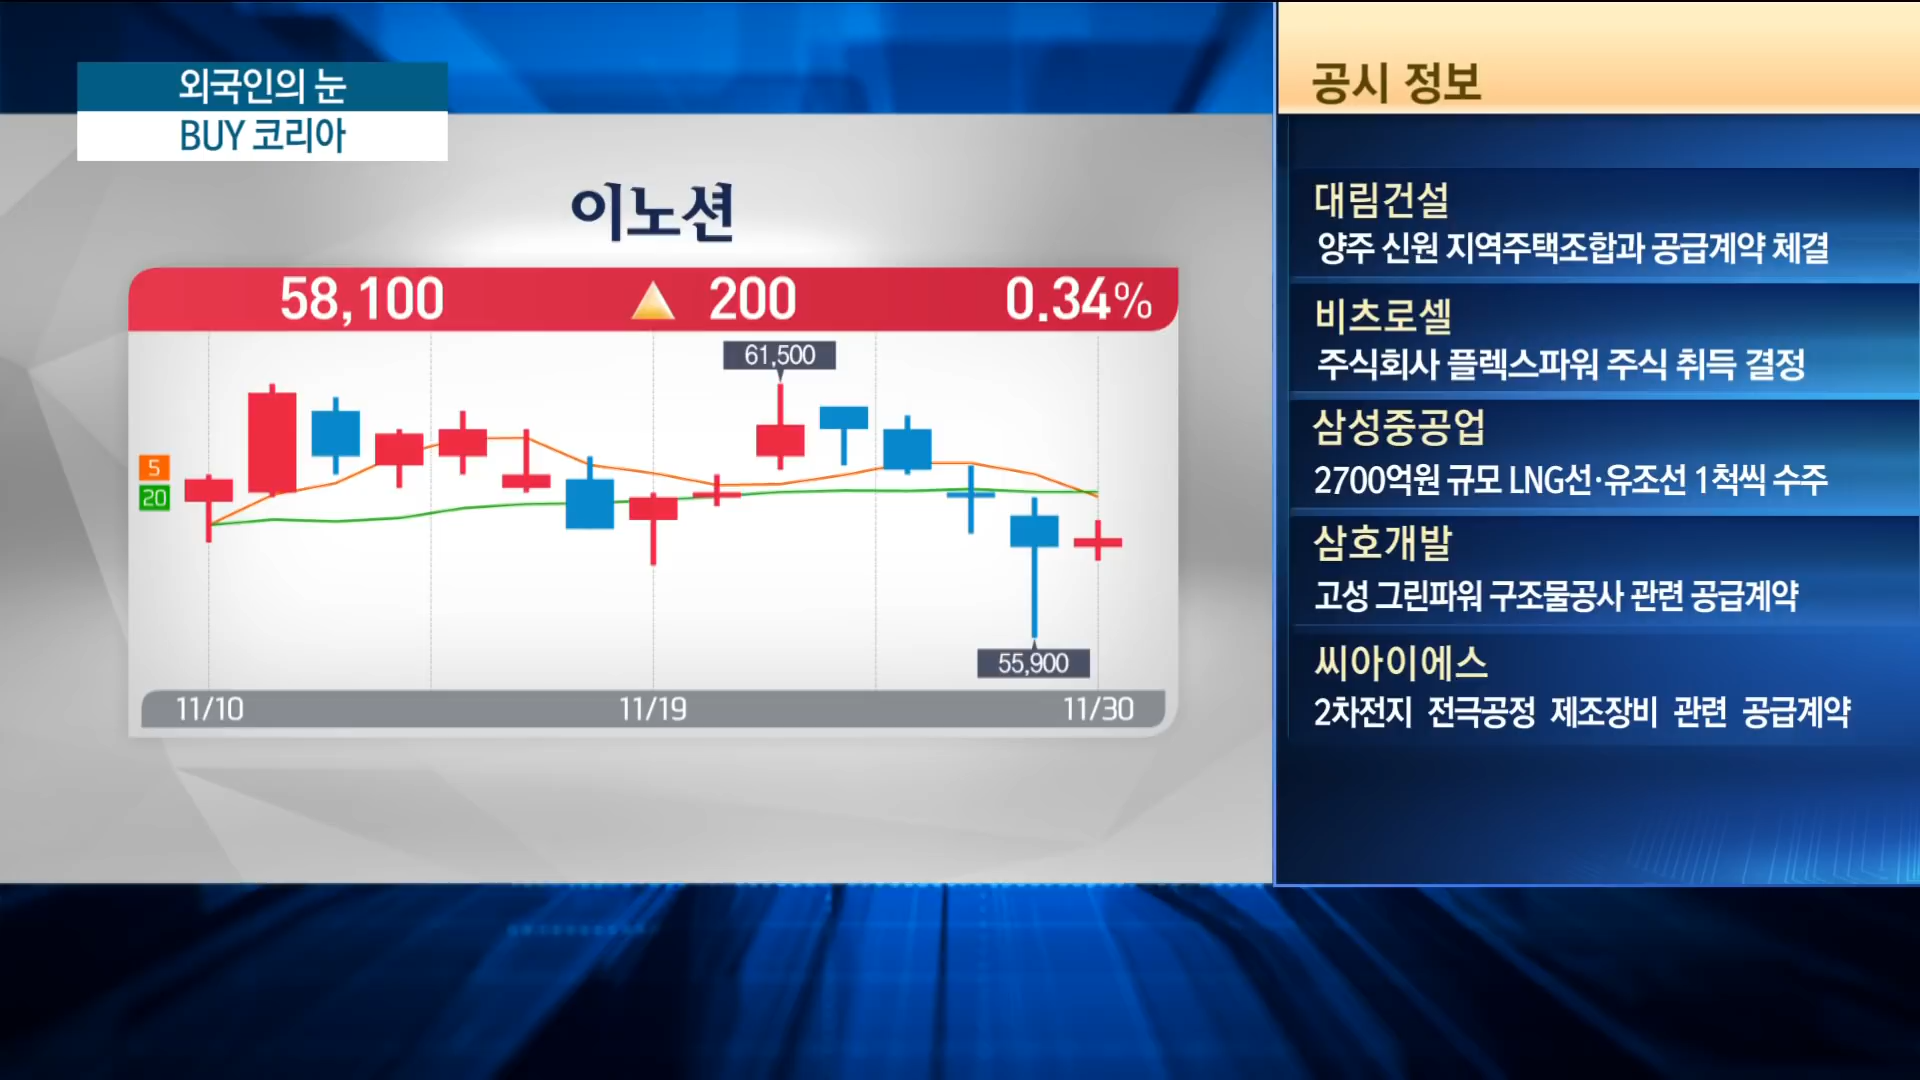 외국인의 눈
BUY 코리아
이노션
58,100 ▲ 200 0.34%
61,500
5
20
55,900
11/10 11/19 11/30
공시 정보
대림건설
양주 신원 지역주택조합과 공급계약 체결
비츠로셀
주식회사 플렉스파워 주식 취득 결정
삼성중공업
2700억원 규모 LNG선·유조선 1척씩 수주
삼호개발
고성 그린파워 구조물공사 관련 공급계약
씨아이에스
2차전지 전극공정 제조장비 관련 공급계약